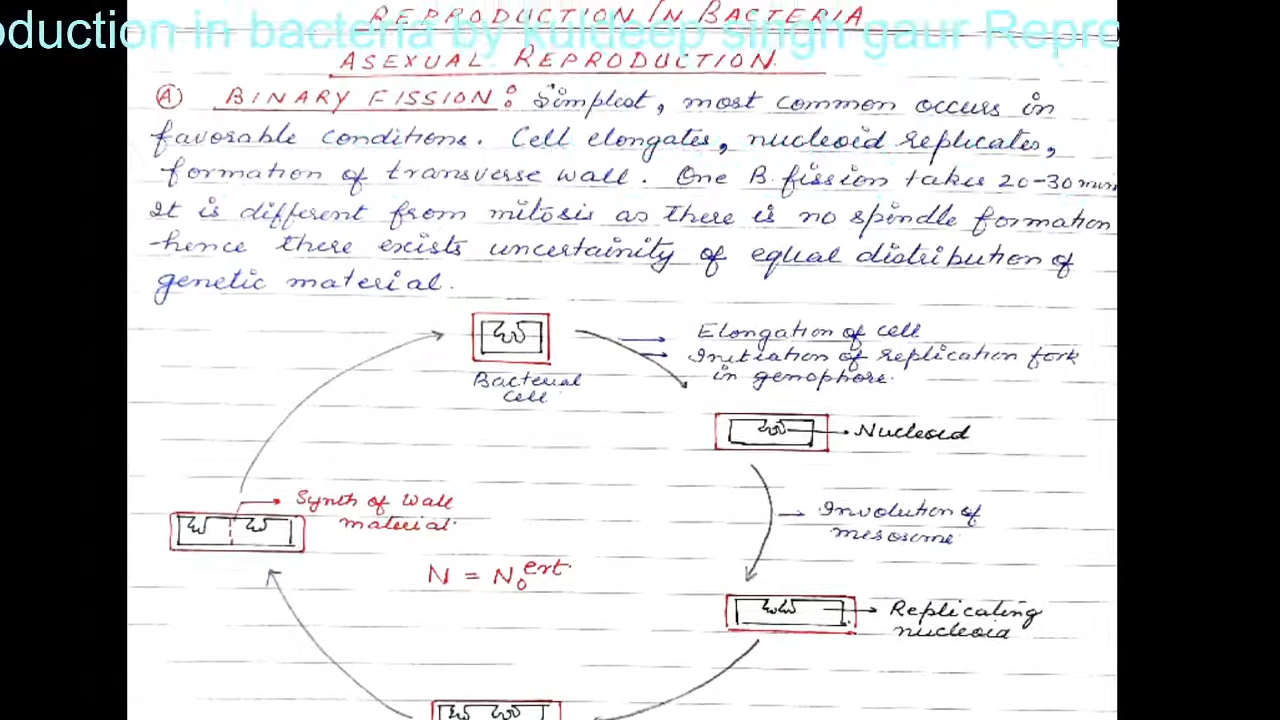 REPRODUCTION IN BACTERIA
oduction in bacteria by kuldeep singh gaur Repro
ASEXUAL REPRODUCTION.
(A) BINARY FISSION: Simplest, most common occurs in
favorable conditions. Cell elongates, nucleoid replicates,
formation of transverse wall. One B. fission takes 20-30 mins
It is different from mitosis as there is no spindle formation
hence there exists uncertainity of equal distribution of
genetic material.
Elongation of cell
Initiation of replication fork
in genophore.
Bacterial
Cell
Nucleoid
Synth of Wall
material.
Involution of
mesosome
N = N₀ᵉʳᵗ·
Replicating
nucleoid